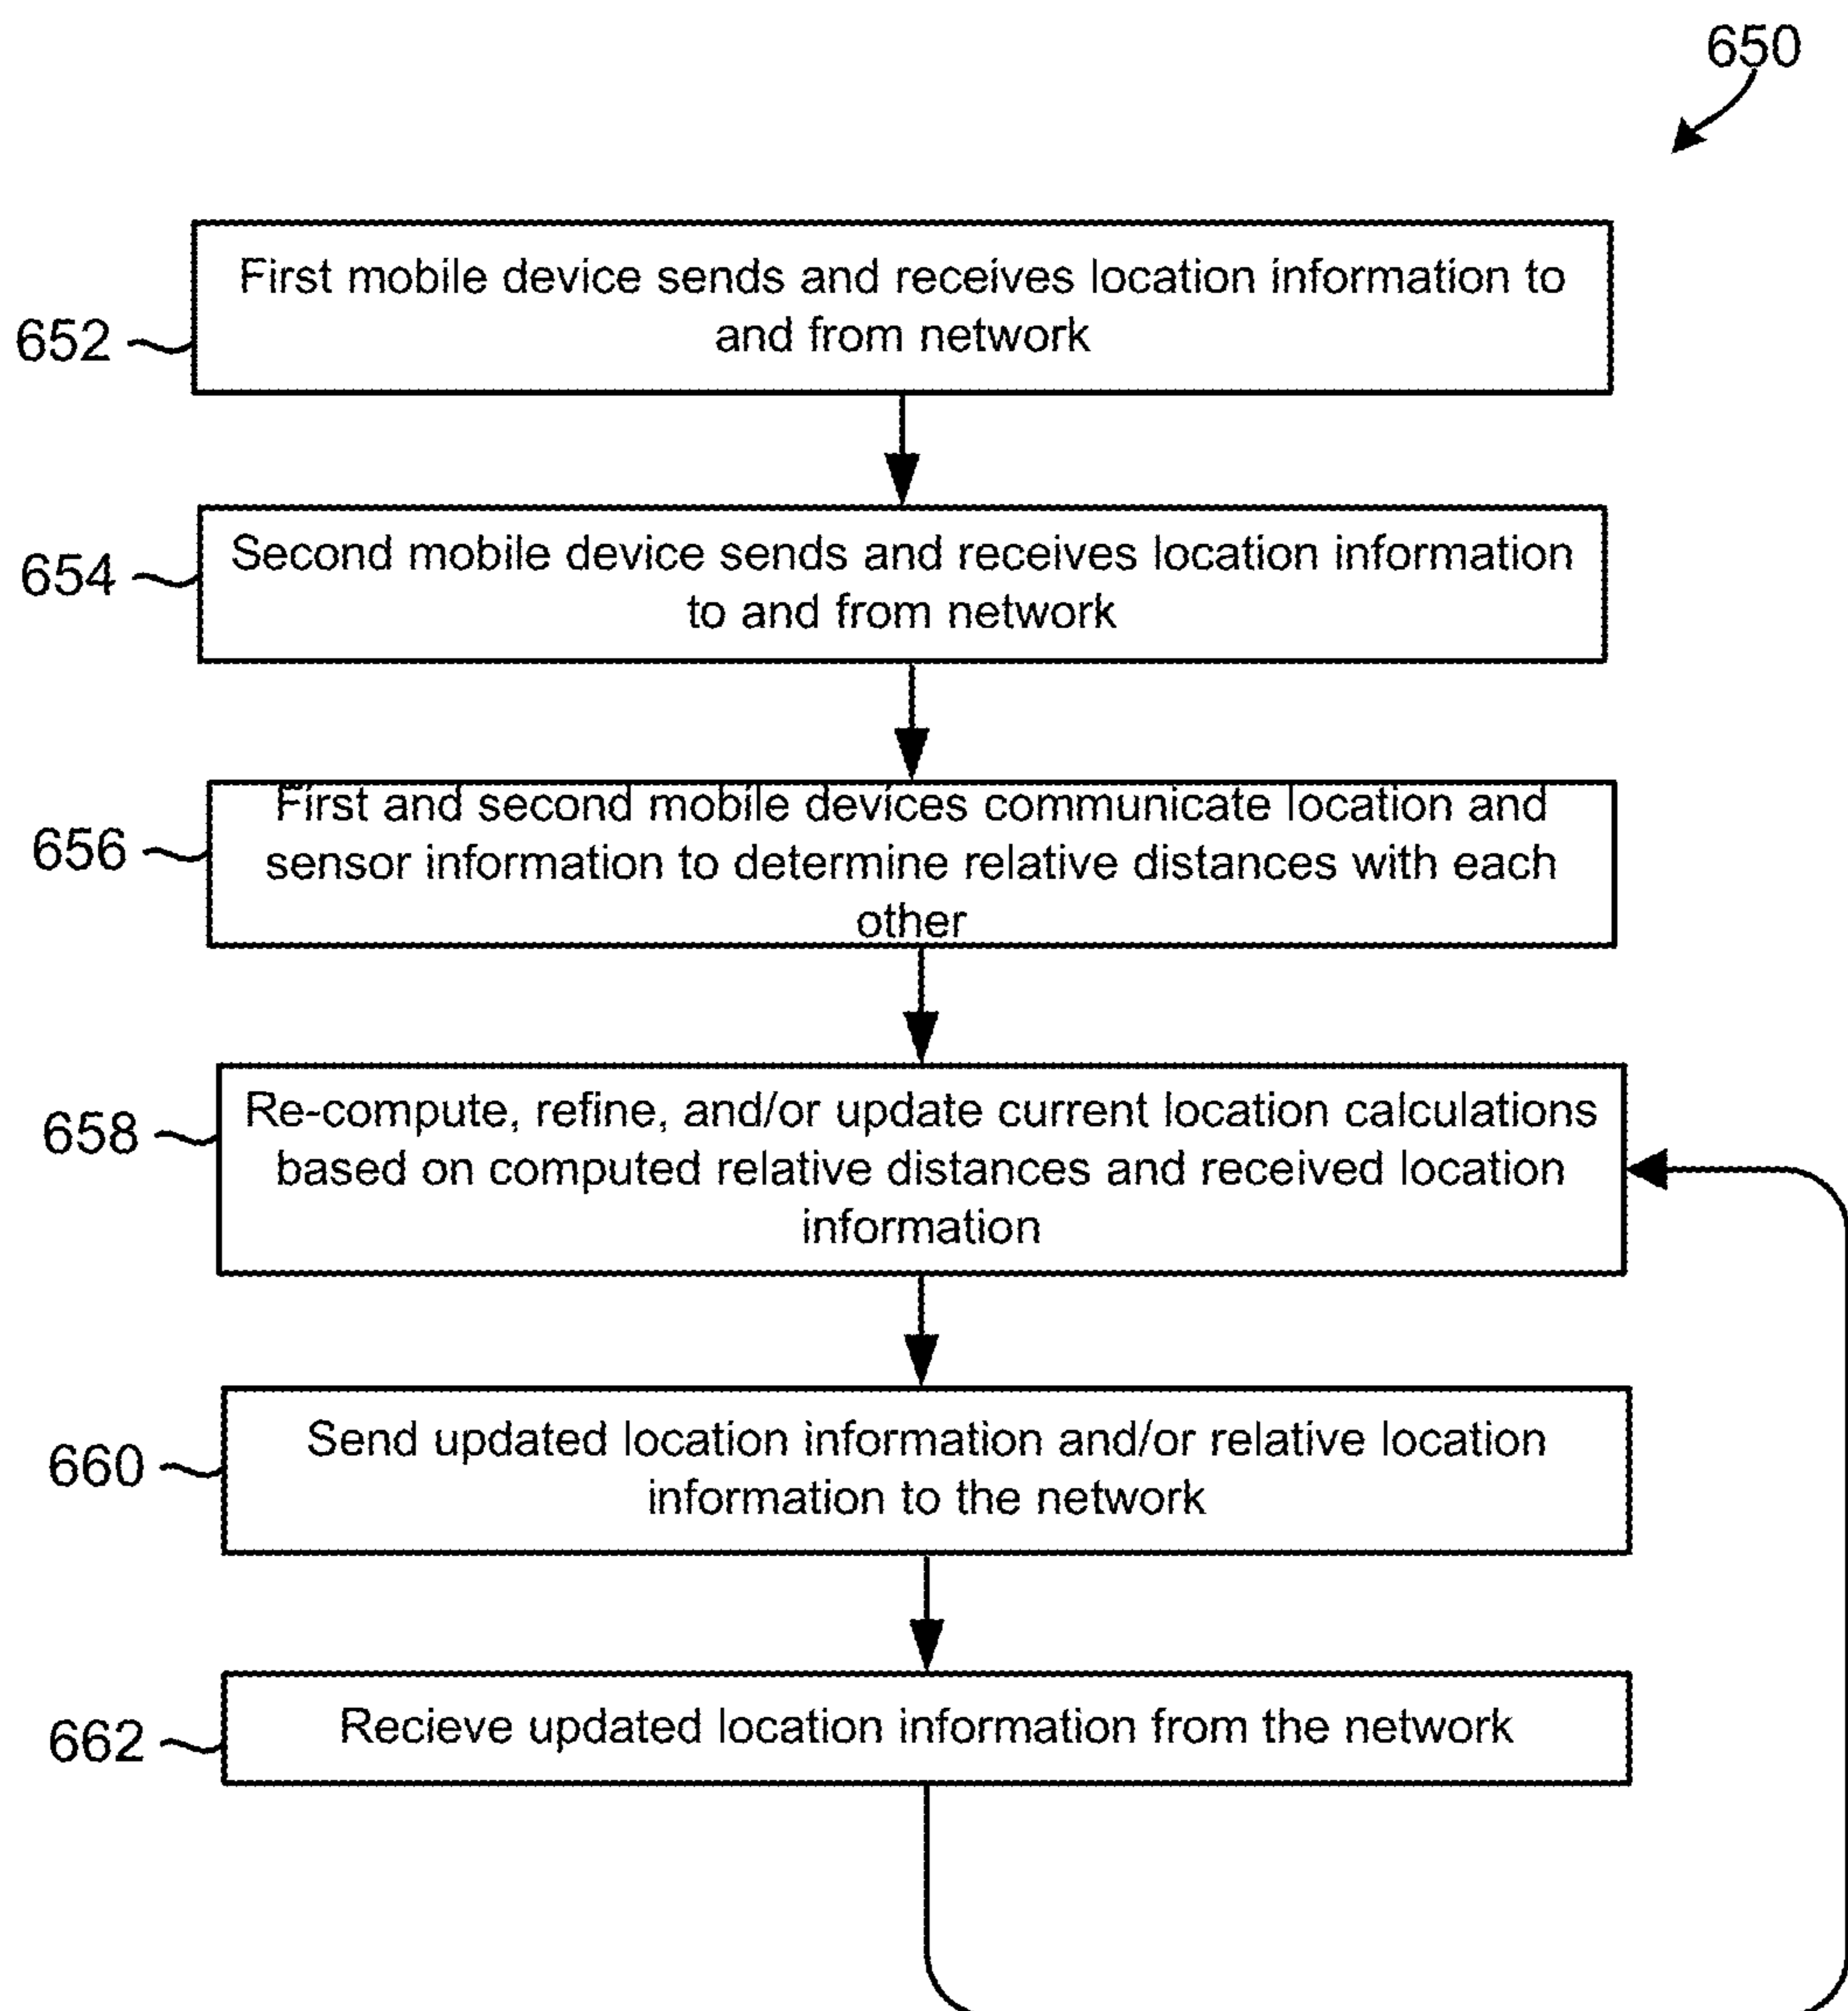 650
652
First mobile device sends and receives location information to
and from network
654
Second mobile device sends and receives location information
to and from network
656
First and second mobile devices communicate location and
sensor information to determine relative distances with each
other
658
Re-compute, refine, and/or update current location calculations
based on computed relative distances and received location
information
660
Send updated location information and/or relative location
information to the network
662
Recieve updated location information from the network